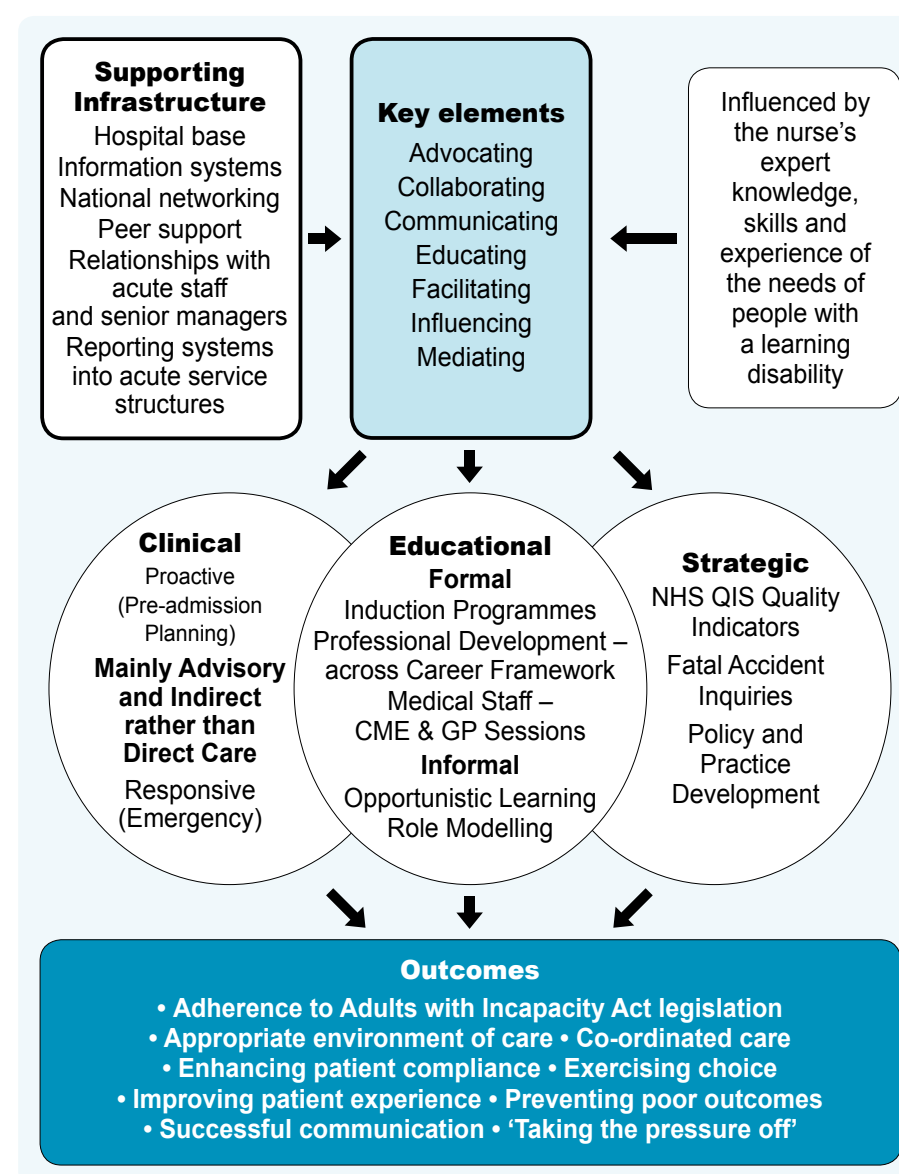 Supporting
Infrastructure
Hospital base
Information systems
National networking
Peer support
Relationships with
acute staff
and senior managers
Reporting systems
into acute service
structures
Key elements
Advocating
Collaborating
Communicating
Educating
Facilitating
Influencing
Mediating
Influenced by
the nurse’s
expert
knowledge,
skills and
experience of
the needs of
people with
a learning
disability
Clinical
Proactive
(Pre-admission
Planning)
Mainly Advisory
and Indirect
rather than
Direct Care
Responsive
(Emergency)
Educational
Formal
Induction Programmes
Professional Development –
across Career Framework
Medical Staff –
CME & GP Sessions
Informal
Opportunistic Learning
Role Modelling
Strategic
NHS QIS Quality
Indicators
Fatal Accident
Inquiries
Policy and
Practice
Development
Outcomes
• Adherence to Adults with Incapacity Act legislation
• Appropriate environment of care • Co-ordinated care
• Enhancing patient compliance • Exercising choice
• Improving patient experience • Preventing poor outcomes
• Successful communication • ‘Taking the pressure off’